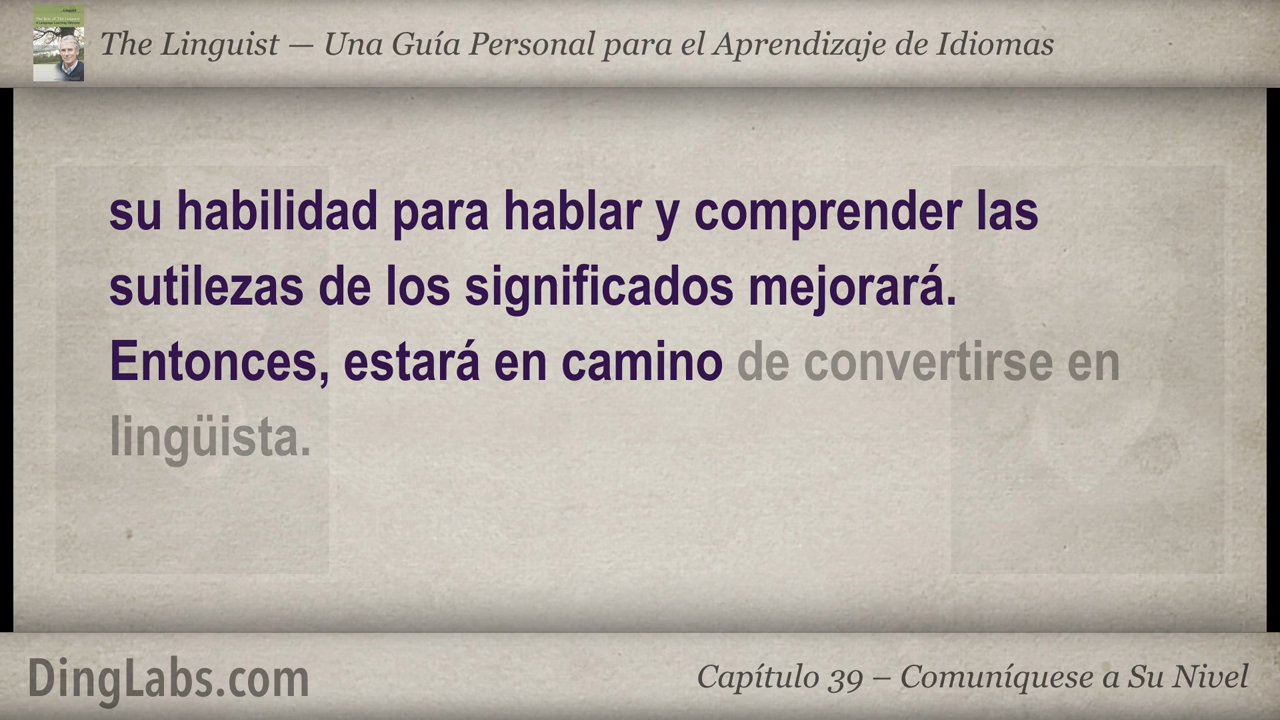 The Linguist — Una Guía Personal para el Aprendizaje de Idiomas
su habilidad para hablar y comprender las
sutilezas de los significados mejorará.
Entonces, estará en camino de convertirse en
lingüista.
DingLabs.com
Capítulo 39 – Comuníquese a Su Nivel